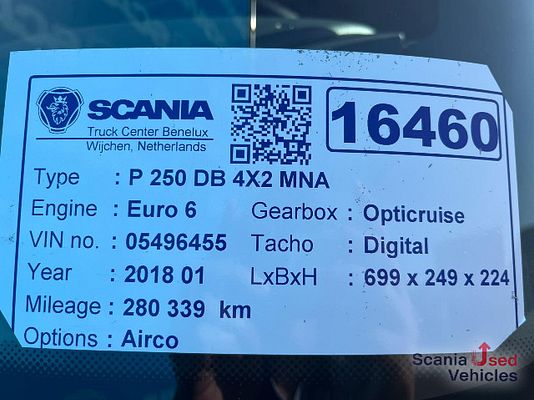 SCANIA
Truck Center Benelux
Wijchen, Netherlands
16460
Type : P 250 DB 4X2 MNA
Engine : Euro 6 Gearbox : Opticruise
VIN no. : 05496455 Tacho : Digital
Year : 2018 01 LxBxH : 699 x 249 x 224
Mileage : 280 339 km
Options : Airco
Scania Used
Vehicles